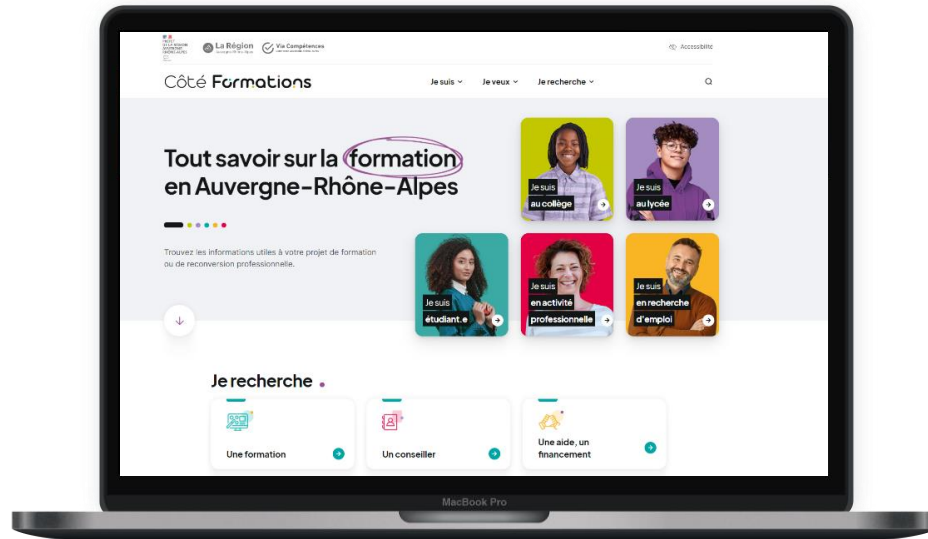 La Région
Via Compétences
Accessibilité
Côté Formations
Je suis
Je veux
Je recherche
Tout savoir sur la formation
en Auvergne-Rhône-Alpes
Trouvez les informations utiles à votre projet de formation
ou de reconversion professionnelle.
Je suis
au collège
Je suis
au lycée
Je suis
étudiant.e
Je suis
en activité
professionnelle
Je suis
en recherche
d'emploi
Je recherche
Une formation
Un conseiller
Une aide, un
financement
MacBook Pro